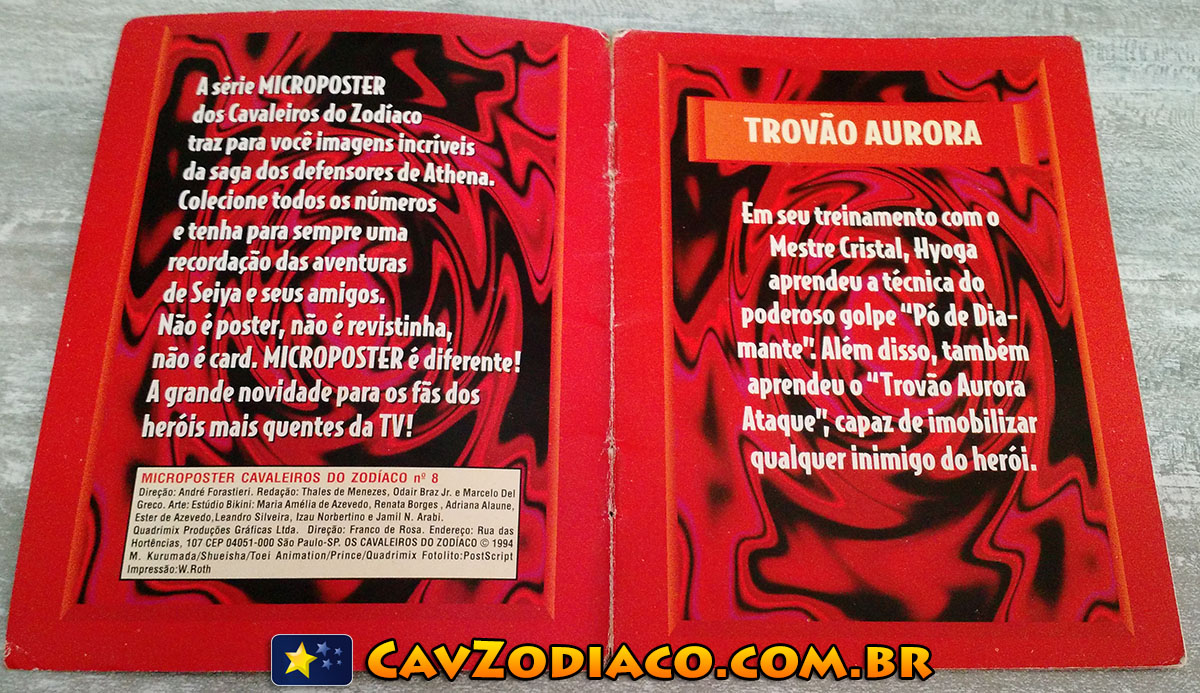 A série MICROPOSTER
dos Cavaleiros do Zodíaco
traz para você imagens incríveis
da saga dos defensores de Athena.
Colecione todos os números
e tenha para sempre uma
recordação das aventuras
de Seiya e seus amigos.
Não é poster, não é revistinha,
não é card. MICROPOSTER é diferente!
A grande novidade para os fãs dos
heróis mais quentes da TV!
MICROPOSTER CAVALEIROS DO ZODÍACO nº 8
Direção: André Forastieri. Redação: Thales de Menezes, Odair Braz Jr. e Marcelo Del
Greco. Arte: Estúdio Bikini: Maria Amélia de Azevedo, Renata Borges , Adriana Alaune,
Ester de Azevedo,Leandro Silveira, Izau Norbertino e Jamil N. Arabi.
Quadrimix Produções Gráficas Ltda. Direção: Franco de Rosa. Endereço: Rua das
Hortências, 107 CEP 04051-000 São Paulo-SP. OS CAVALEIROS DO ZODÍACO © 1994
M. Kurumada/Shueisha/Toei Animation/Prince/Quadrimix Fotolito:PostScript
Impressão:W.Roth
TROVÃO AURORA
Em seu treinamento com o
Mestre Cristal, Hyoga
aprendeu a técnica do
poderoso golpe "Pó de Dia-
mante". Além disso, também
aprendeu o "Trovão Aurora
Ataque", capaz de imobilizar
qualquer inimigo do herói.
CAVZODIACO.COM.BR